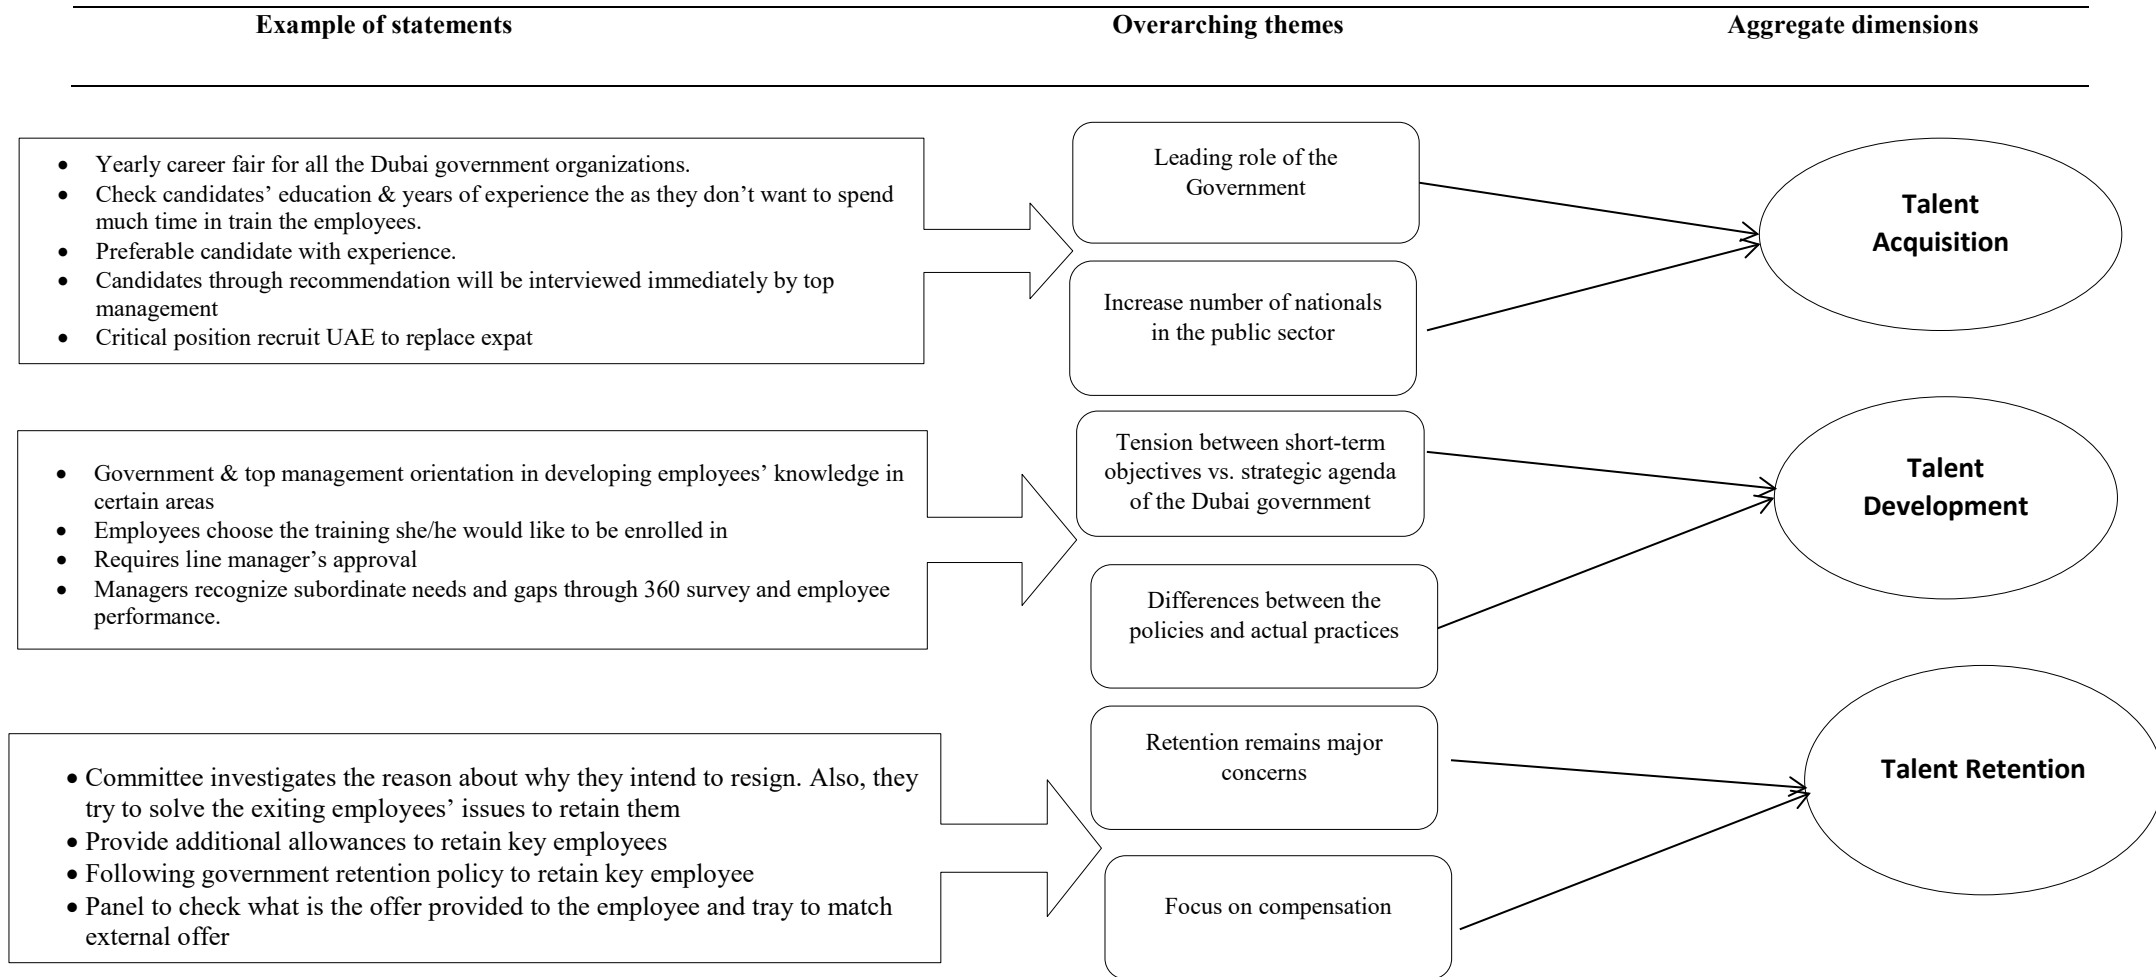 Example of statements
Overarching themes
Aggregate dimensions
• Yearly career fair for all the Dubai government organizations.
• Check candidates’ education & years of experience the as they don’t want to spend
much time in train the employees.
• Preferable candidate with experience.
• Candidates through recommendation will be interviewed immediately by top
management
• Critical position recruit UAE to replace expat
Leading role of the
Government
Increase number of nationals
in the public sector
Talent
Acquisition
• Government & top management orientation in developing employees’ knowledge in
certain areas
• Employees choose the training she/he would like to be enrolled in
• Requires line manager’s approval
• Managers recognize subordinate needs and gaps through 360 survey and employee
performance.
Tension between short-term
objectives vs. strategic agenda
of the Dubai government
Differences between the
policies and actual practices
Talent
Development
• Committee investigates the reason about why they intend to resign. Also, they
try to solve the exiting employees’ issues to retain them
• Provide additional allowances to retain key employees
• Following government retention policy to retain key employee
• Panel to check what is the offer provided to the employee and tray to match
external offer
Retention remains major
concerns
Focus on compensation
Talent Retention